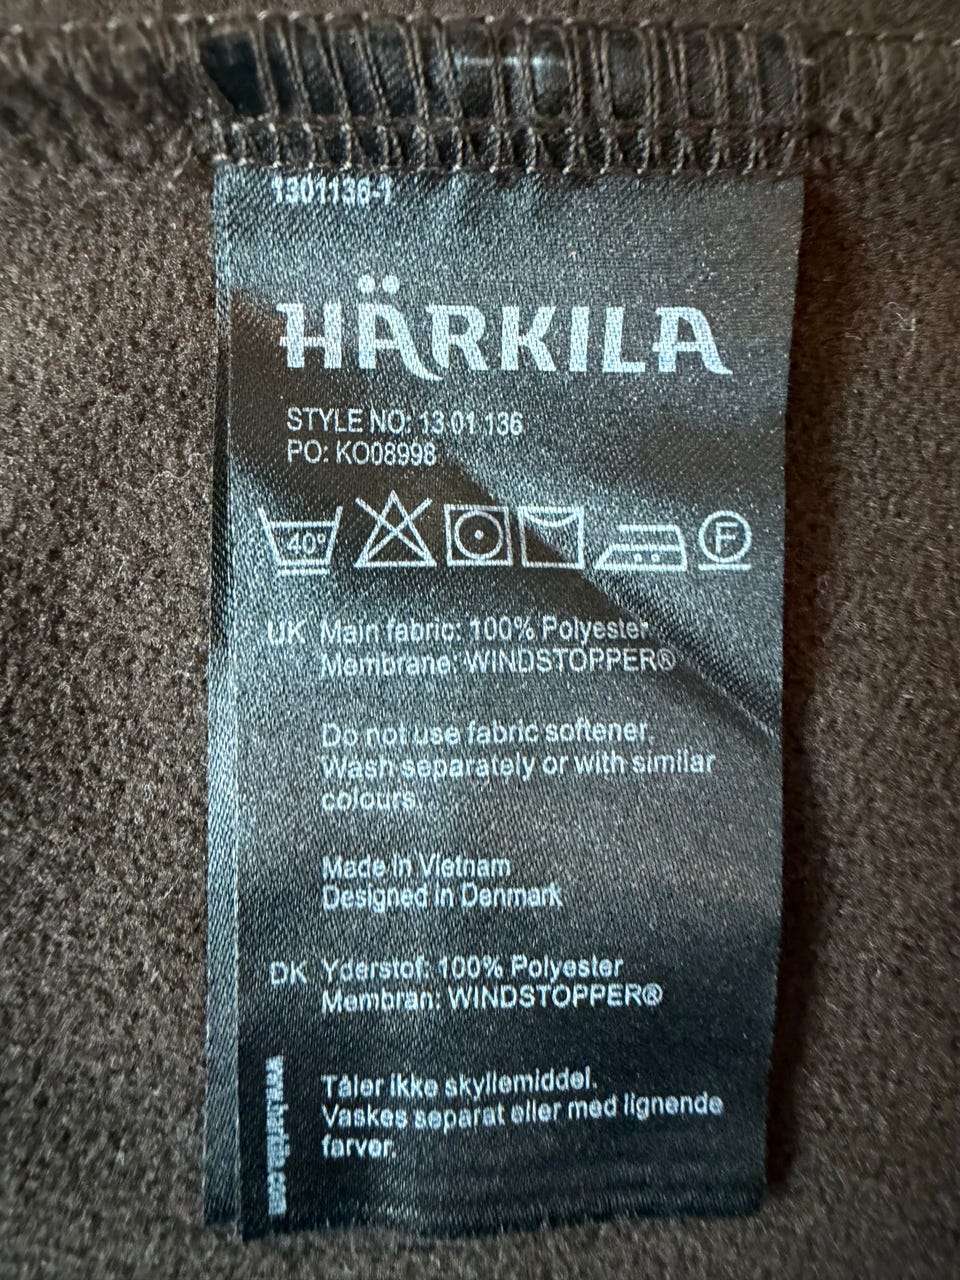 1301136-1
HÄRKILA
STYLE NO: 13 01 136
PO: KO08998
40°
F
UK Main fabric: 100% Polyester
Membrane: WINDSTOPPER®
Do not use fabric softener.
Wash separately or with similar
colours.
Made in Vietnam
Designed in Denmark
DK Yderstof: 100% Polyester
Membran: WINDSTOPPER®
Tåler ikke skyllemiddel.
Vaskes separat eller med lignende
farver.
www.harkila.com